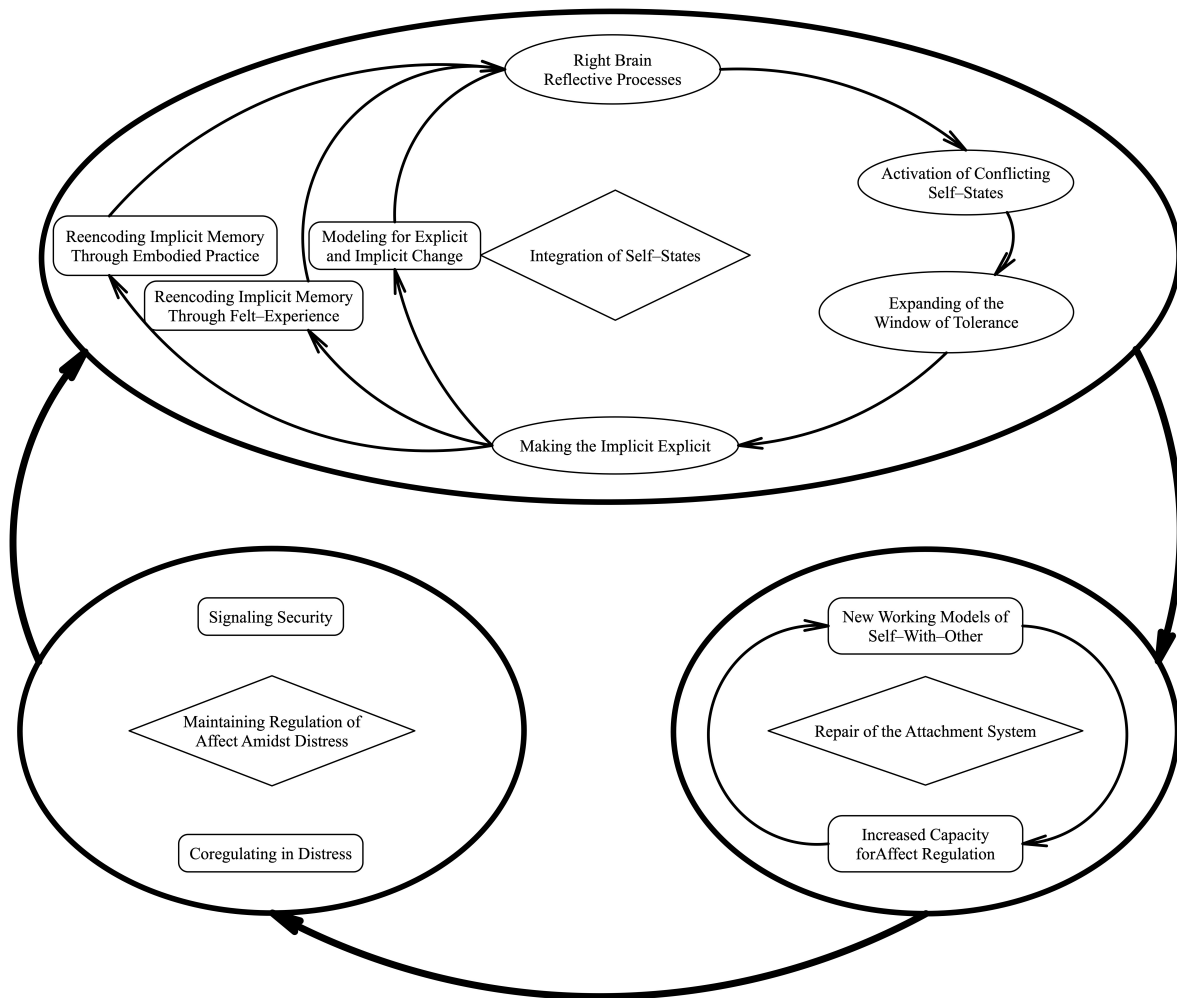 Right Brain
Reflective Processes
Activation of Conflicting
Self–States
Reencoding Implicit Memory
Through Embodied Practice
Modeling for Explicit
and Implicit Change
Integration of Self–States
Reencoding Implicit Memory
Through Felt–Experience
Expanding of the
Window of Tolerance
Making the Implicit Explicit
Signaling Security
Maintaining Regulation of
Affect Amidst Distress
Coregulating in Distress
New Working Models of
Self–With–Other
Repair of the Attachment System
Increased Capacity
forAffect Regulation